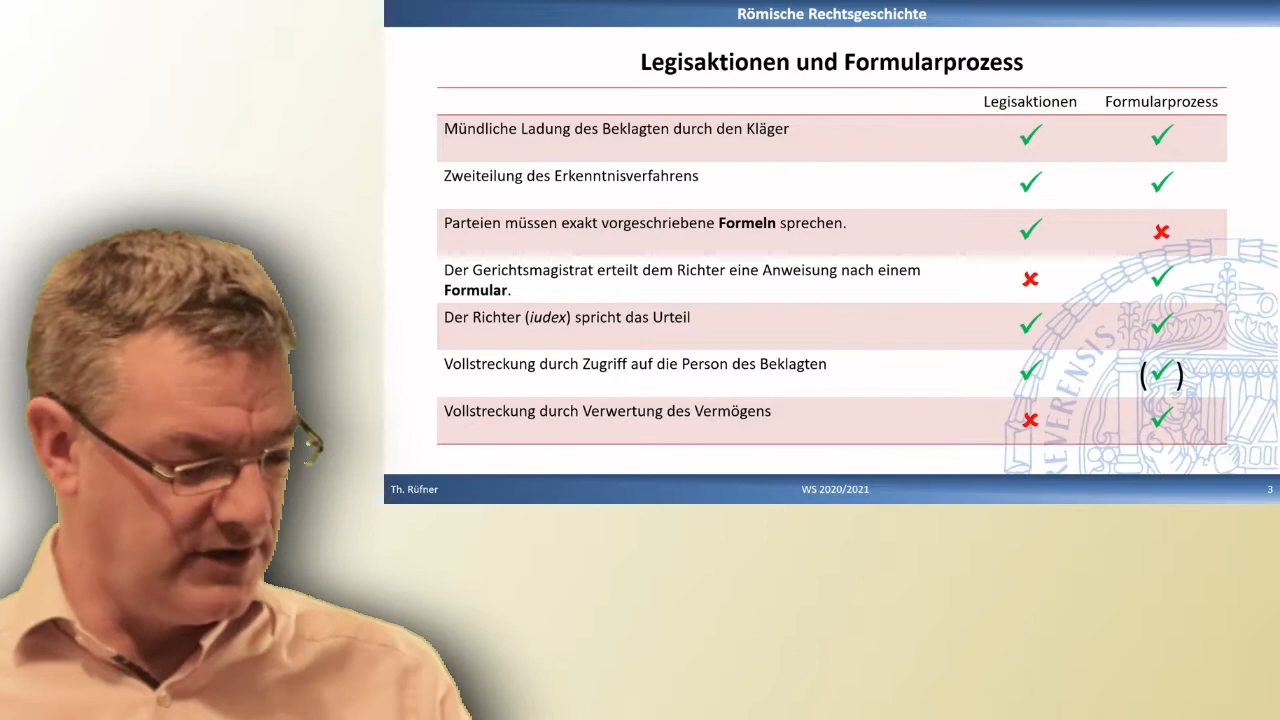 Römische Rechtsgeschichte
Legisaktionen und Formularprozess
Legisaktionen Formularprozess
Mündliche Ladung des Beklagten durch den Kläger ✓ ✓
Zweiteilung des Erkenntnisverfahrens ✓ ✓
Parteien müssen exakt vorgeschriebene Formeln sprechen. ✓ ✘
Der Gerichtsmagistrat erteilt dem Richter eine Anweisung nach einem
Formular. ✘ ✓
Der Richter (iudex) spricht das Urteil ✓ ✓
Vollstreckung durch Zugriff auf die Person des Beklagten ✓ (✓)
Vollstreckung durch Verwertung des Vermögens ✘ ✓
REVERENSIS
Th. Rüfner WS 2020/2021 3